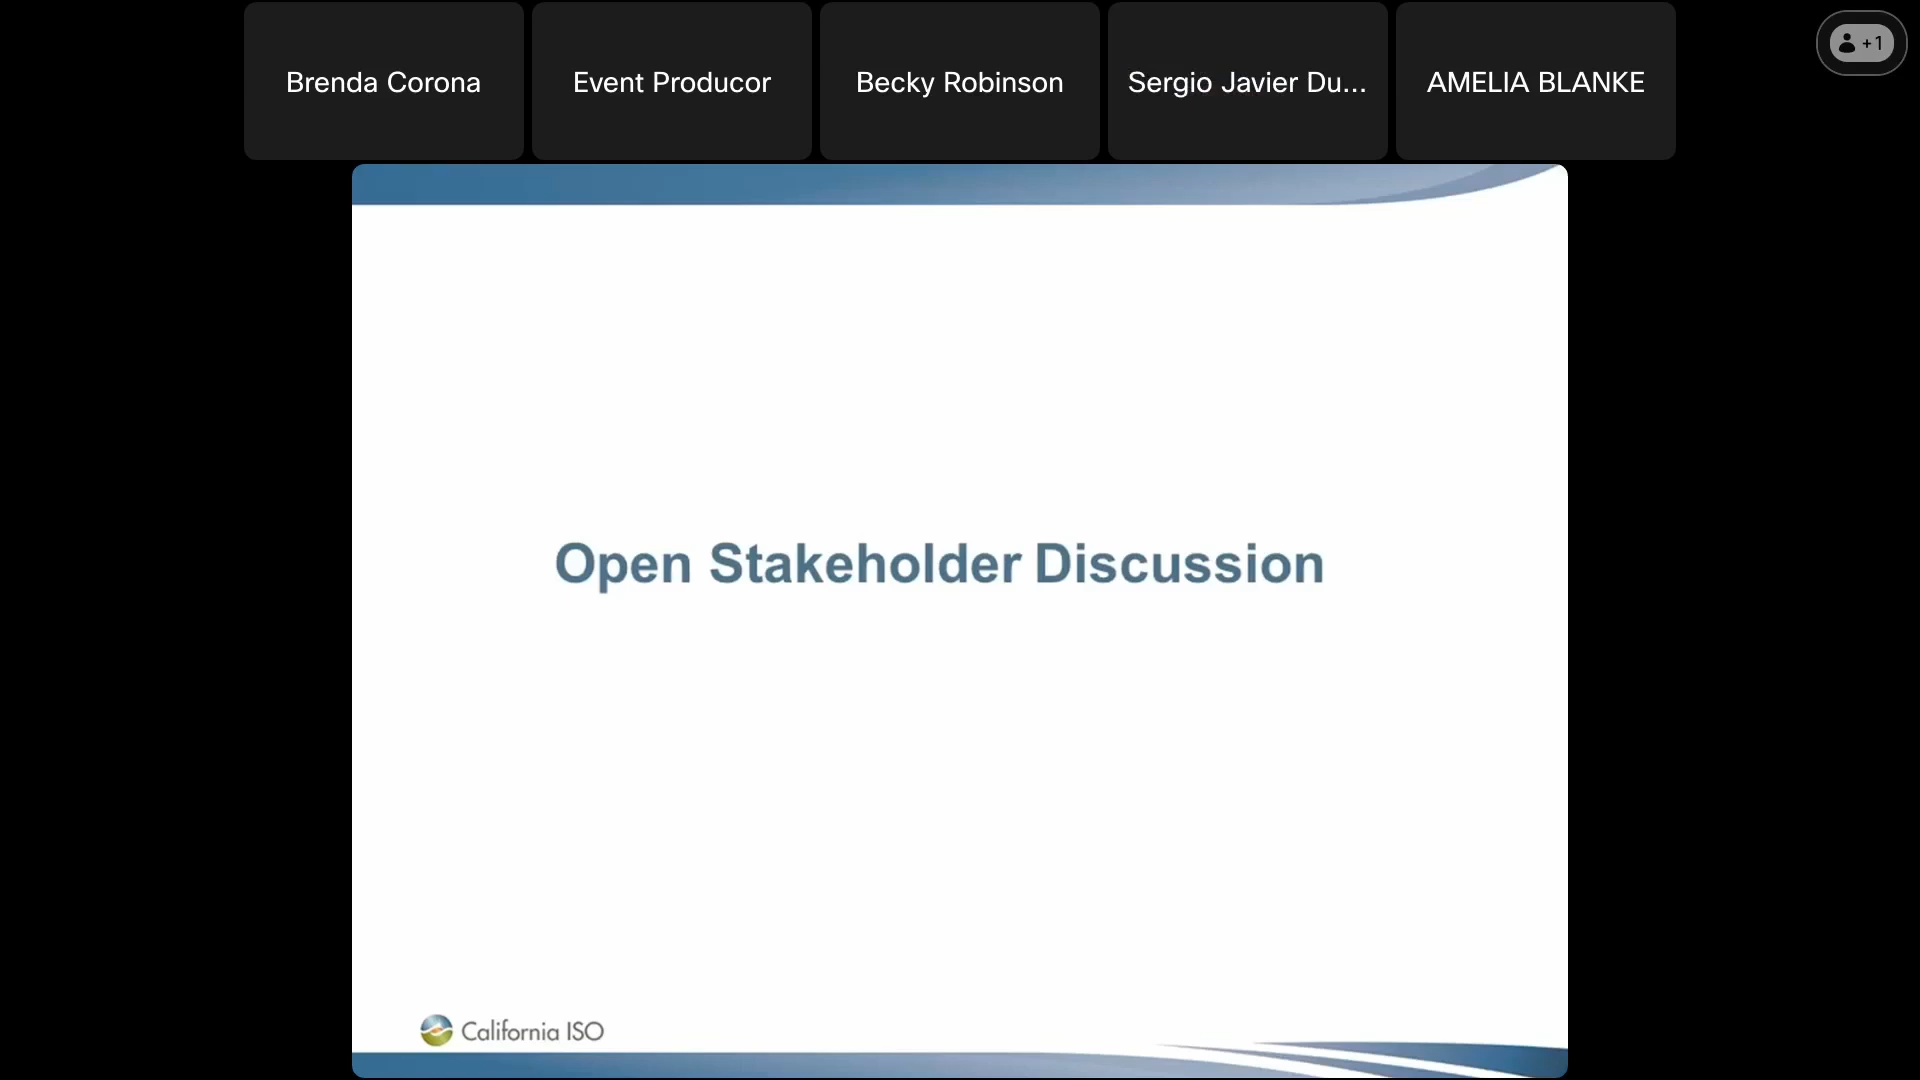 Brenda Corona
Event Producor
Becky Robinson
Sergio Javier Du...
AMELIA BLANKE
+1
Open Stakeholder Discussion
California ISO